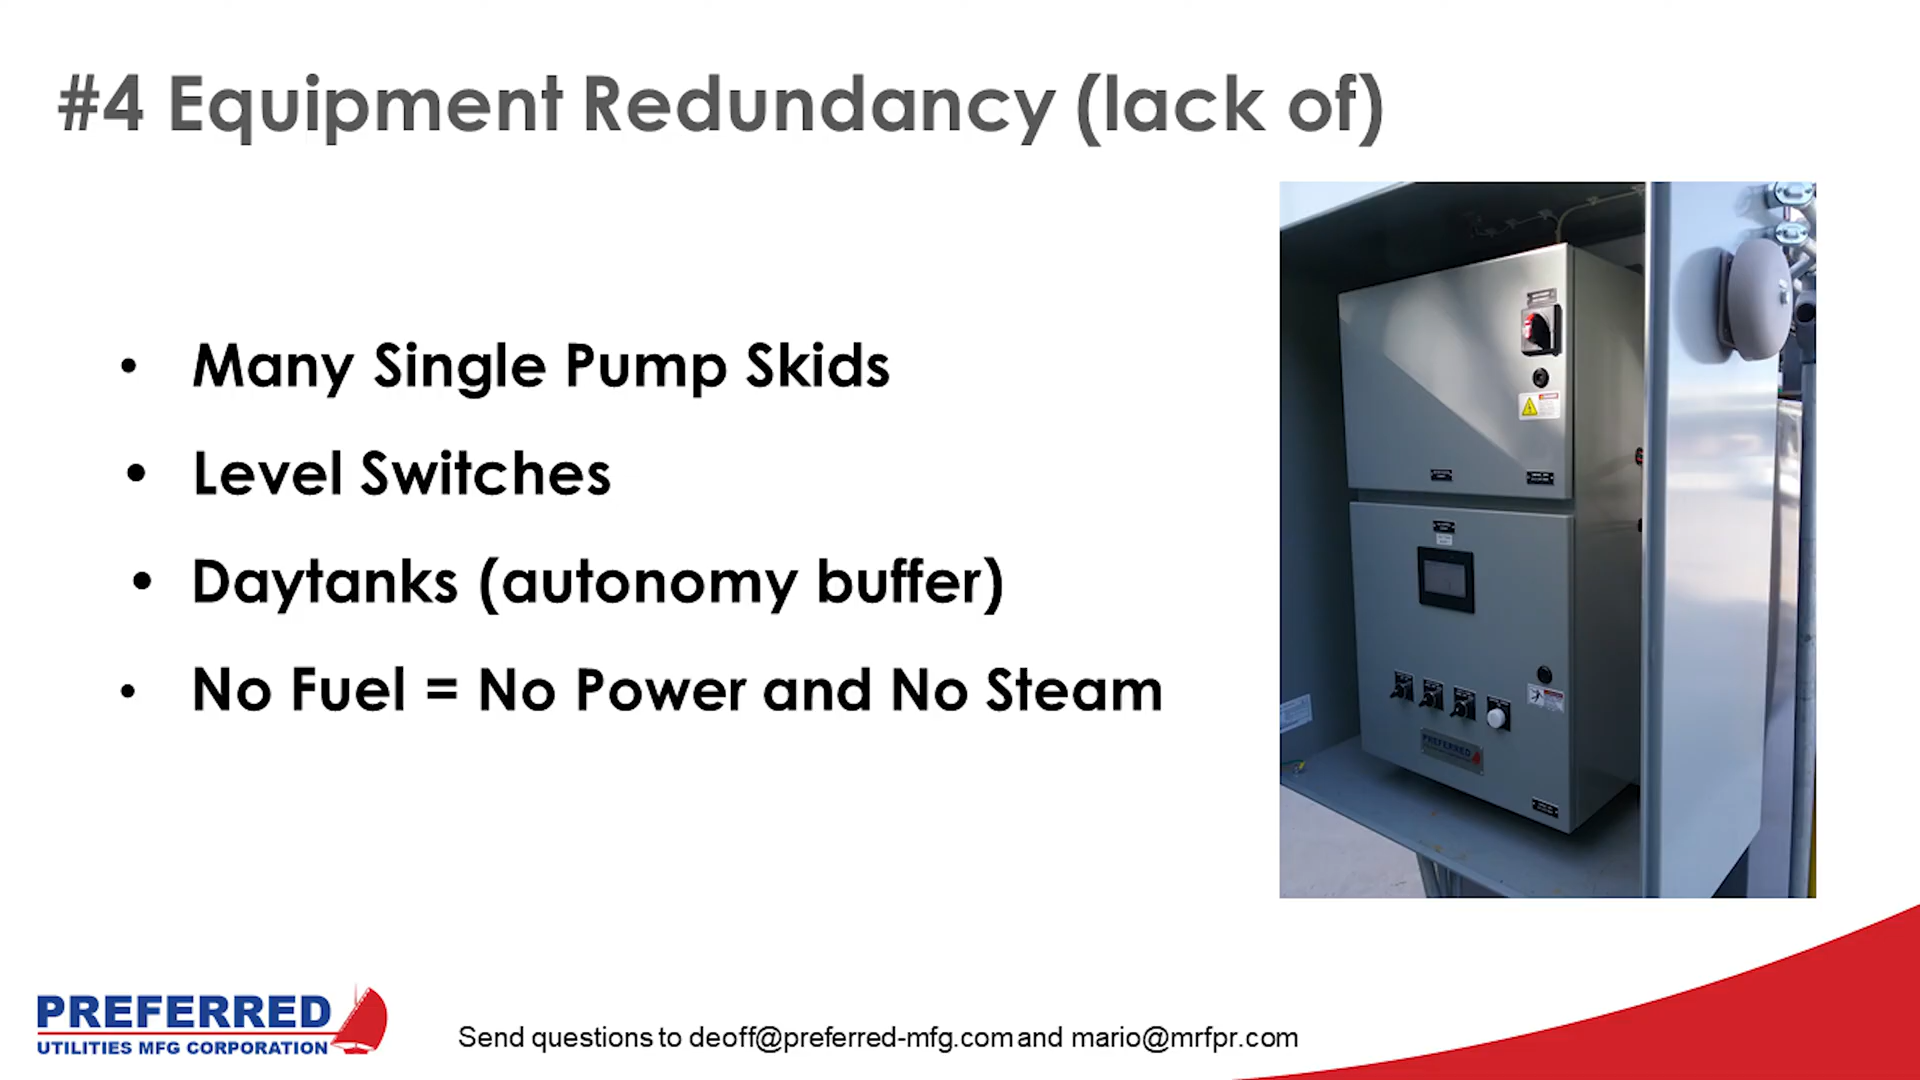 #4 Equipment Redundancy (lack of)
• Many Single Pump Skids
• Level Switches
• Daytanks (autonomy buffer)
• No Fuel = No Power and No Steam
PREFERRED
PREFERRED
UTILITIES MFG CORPORATION
Send questions to deoff@preferred-mfg.com and mario@mrfpr.com